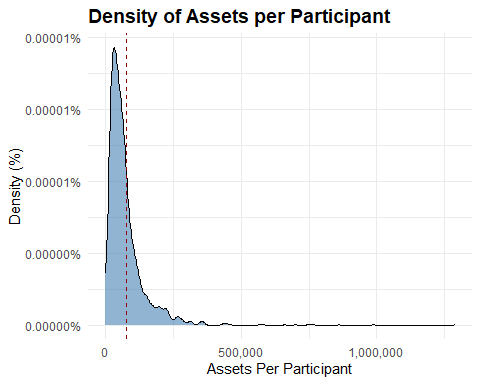 Density of Assets per Participant
0.00001%
0.00001%
0.00001%
0.00000%
0.00000%
Density (%)
0
500,000
1,000,000
Assets Per Participant